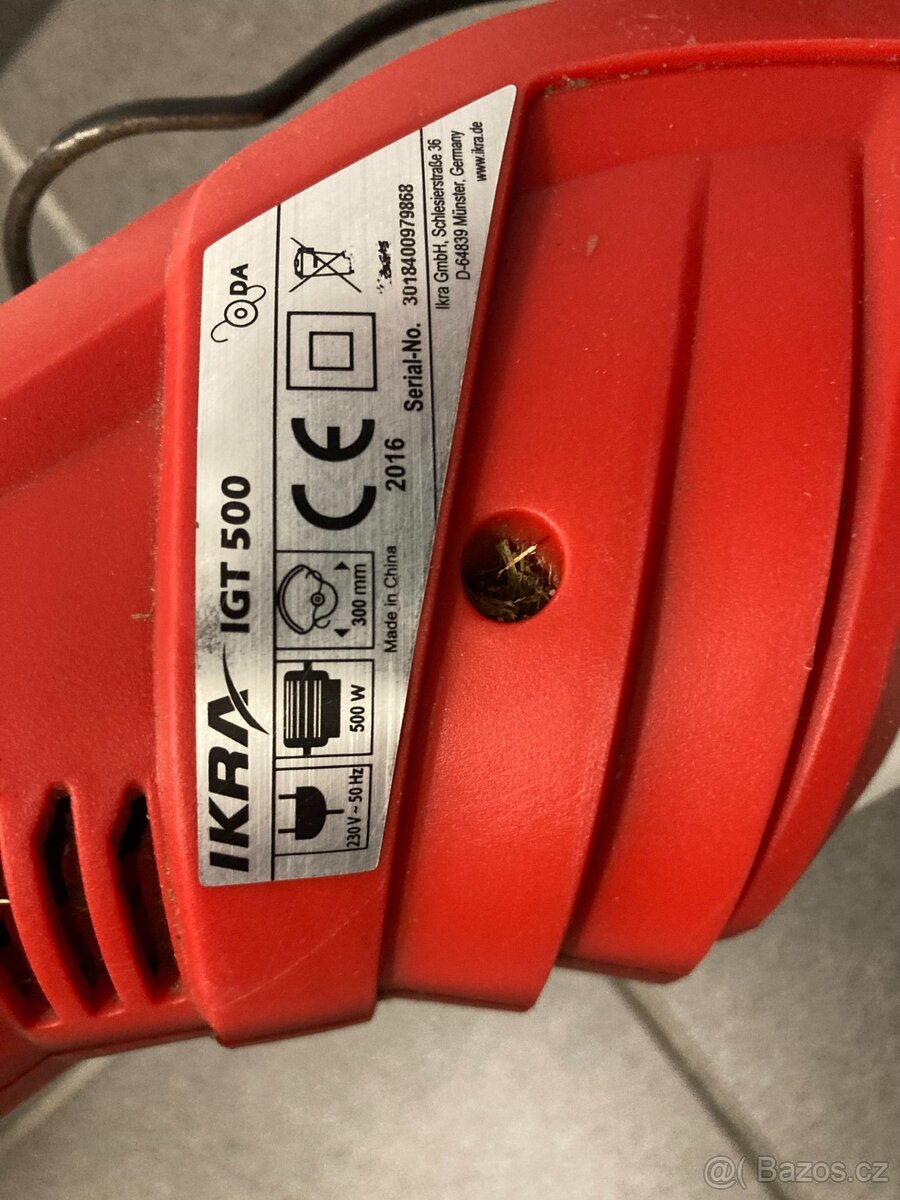 IKRA IGT 500
DA
230 V ~ 50 Hz
500 W
300 mm
CE
Made in China
2016
Serial-No. 3018400979868
Ikra GmbH, Schlesierstraße 36
D-64839 Münster, Germany
www.ikra.de
@( Bazos.cz